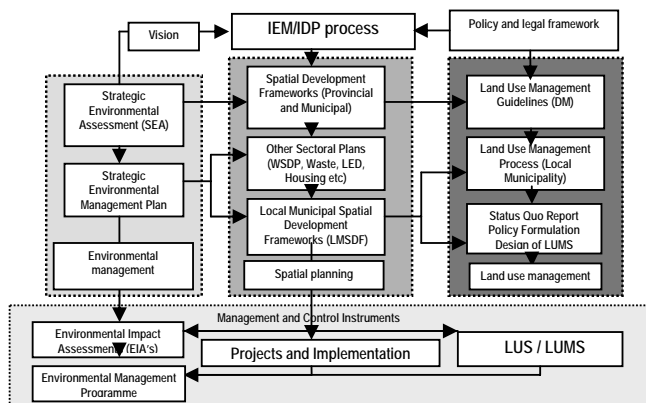 Vision
IEM/IDP process
Policy and legal framework
Strategic
Environmental
Assessment (SEA)
Strategic
Environmental
Management Plan
Environmental
management
Spatial Development
Frameworks (Provincial
and Municipal)
Other Sectoral Plans
(WSDP, Waste, LED,
Housing etc)
Local Municipal Spatial
Development
Frameworks (LMSDF)
Spatial planning
Land Use Management
Guidelines (DM)
Land Use Management
Process (Local
Municipality)
Status Quo Report
Policy Formulation
Design of LUMS
Land use management
Management and Control Instruments
Environmental Impact
Assessments (EIA's)
Projects and Implementation
LUS / LUMS
Environmental Management
Programme